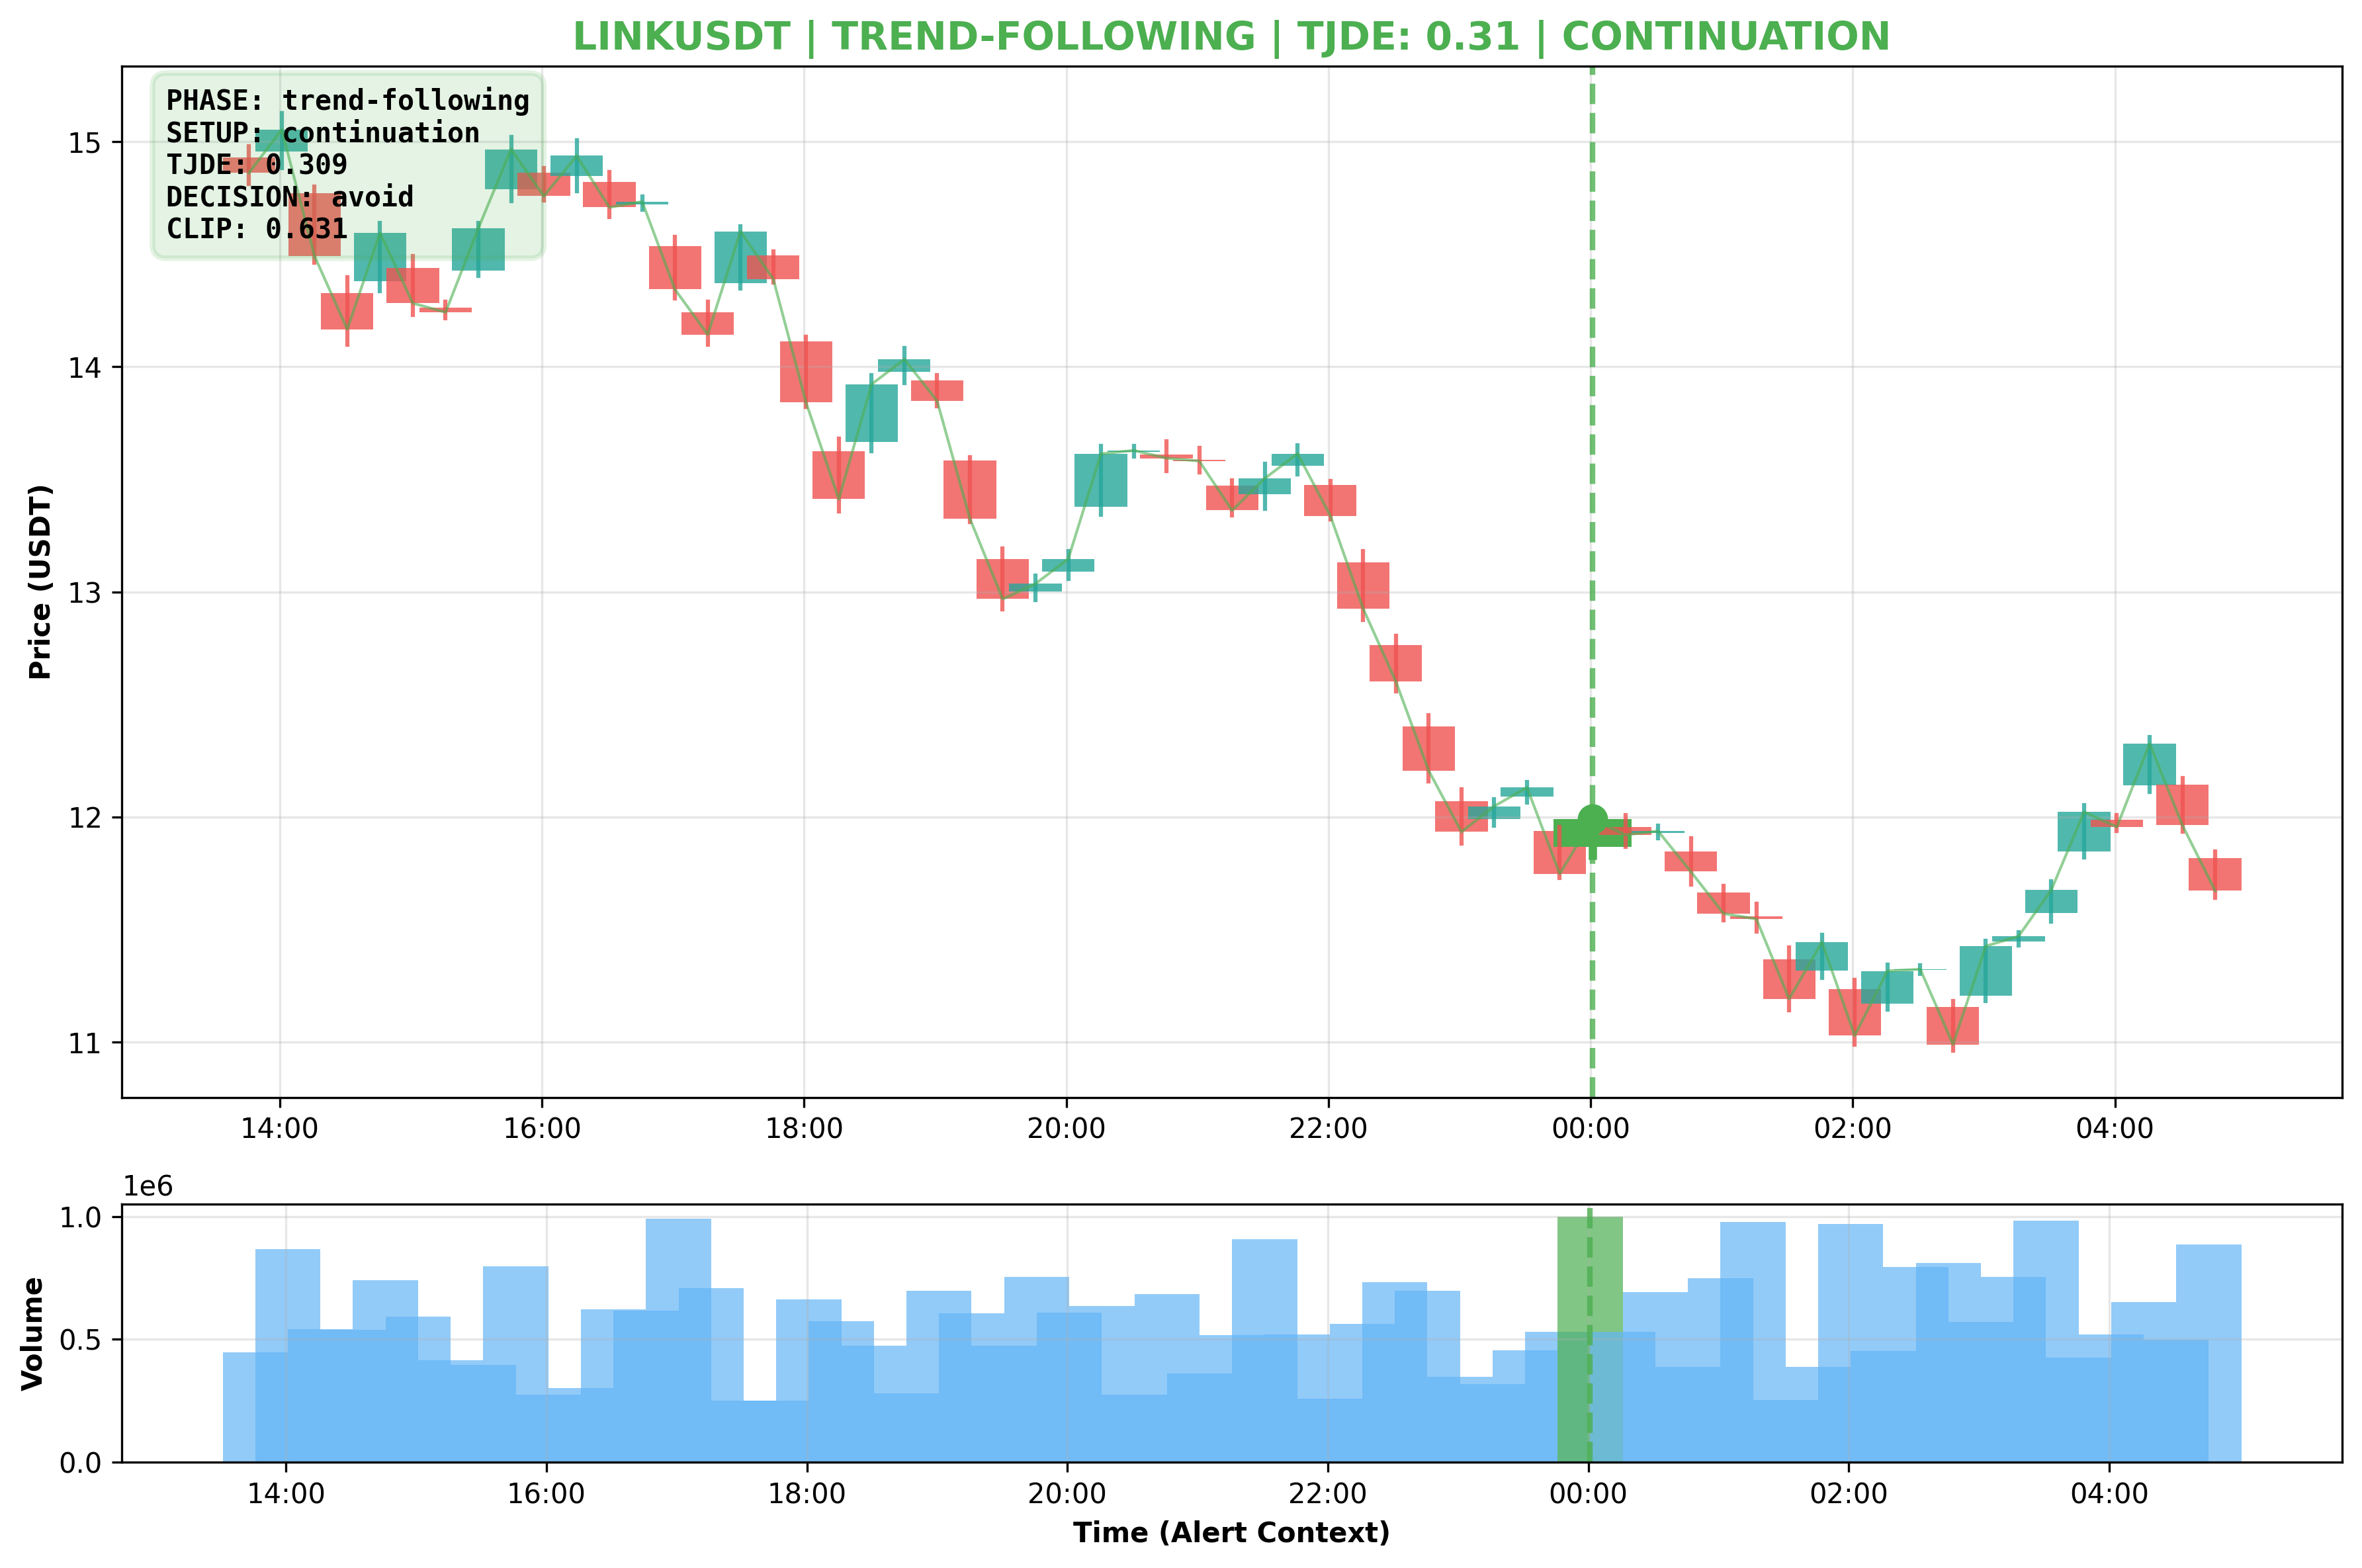 LINKUSDT | TREND-FOLLOWING | TJDE: 0.31 | CONTINUATION
PHASE: trend-following
SETUP: continuation
TJDE: 0.309
DECISION: avoid
CLIP: 0.631
Price (USDT)
15
14
13
12
11
14:00 16:00 18:00 20:00 22:00 00:00 02:00 04:00
1e6
Volume
1.0
0.5
0.0
14:00 16:00 18:00 20:00 22:00 00:00 02:00 04:00
Time (Alert Context)